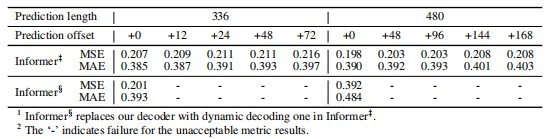 Prediction length 336 480
Prediction offset +0 +12 +24 +48 +72 +0 +48 +96 +144 +168
Informer‡ MSE 0.207 0.209 0.211 0.211 0.216 0.198 0.203 0.203 0.208 0.208
MAE 0.385 0.387 0.391 0.393 0.397 0.390 0.392 0.393 0.401 0.403
Informer§ MSE 0.201 - - - - 0.392 - - - -
MAE 0.393 - - - - 0.484 - - - -
1 Informer§ replaces our decoder with dynamic decoding one in Informer‡.
2 The '-' indicates failure for the unacceptable metric results.